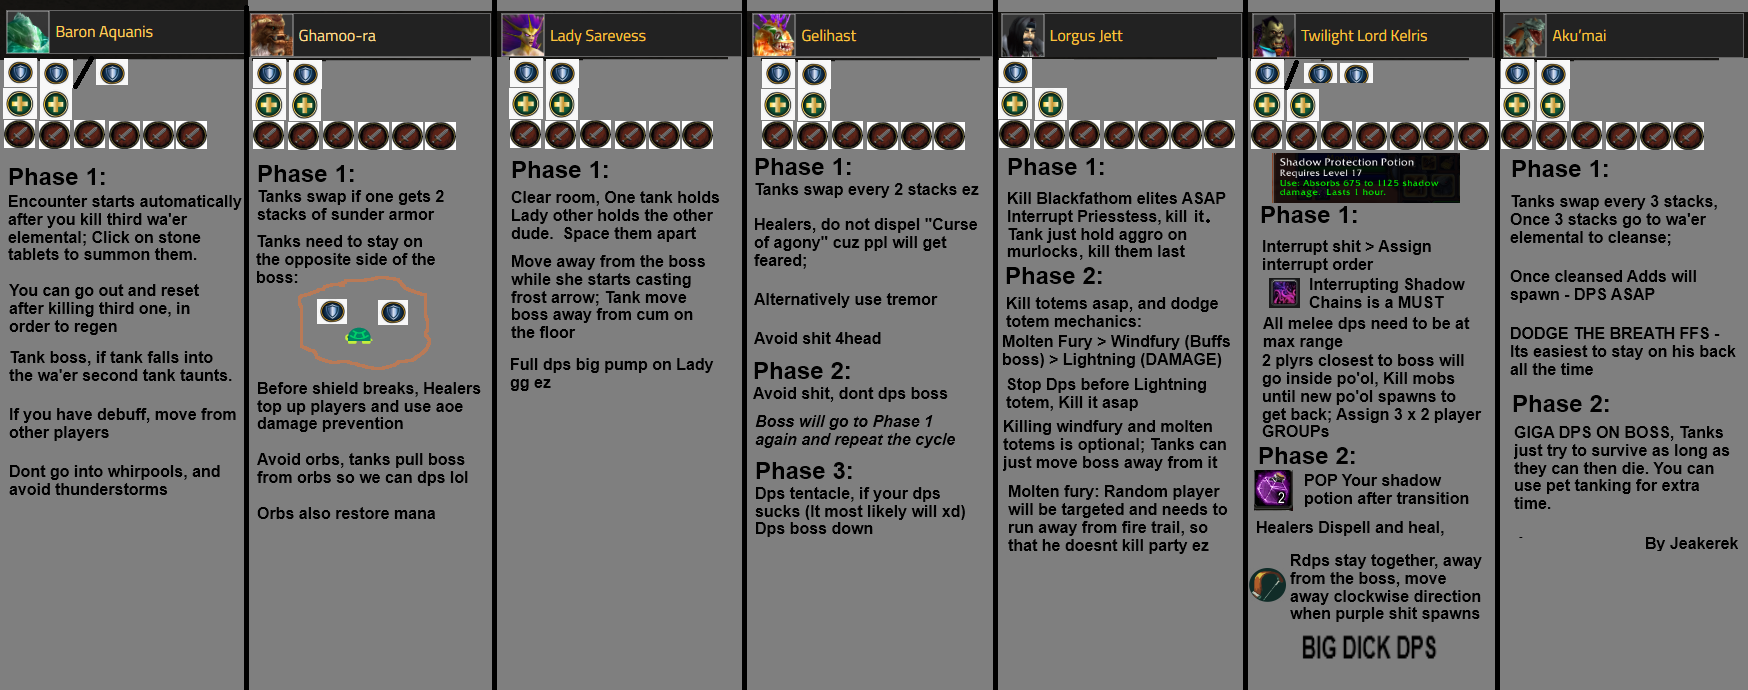 Baron Aquanis
Phase 1:
Encounter starts automatically
after you kill third wa'er
elemental; Click on stone
tablets to summon them.
You can go out and reset
after killing third one, in
order to regen
Tank boss, if tank falls into
the wa'er second tank taunts.
If you have debuff, move from
other players
Dont go into whirpools, and
avoid thunderstorms
Ghamoo-ra
Phase 1:
Tanks swap if one gets 2
stacks of sunder armor
Tanks need to stay on
the opposite side of the
boss:
Before shield breaks, Healers
top up players and use aoe
damage prevention
Avoid orbs, tanks pull boss
from orbs so we can dps lol
Orbs also restore mana
Lady Sarevess
Phase 1:
Clear room, One tank holds
Lady other holds the other
dude. Space them apart
Move away from the boss
while she starts casting
frost arrow; Tank move
boss away from cum on
the floor
Full dps big pump on Lady
gg ez
Gelihast
Phase 1:
Tanks swap every 2 stacks ez
Healers, do not dispel "Curse
of agony" cuz ppl will get
feared;
Alternatively use tremor
Avoid shit 4head
Phase 2:
Avoid shit, dont dps boss
Boss will go to Phase 1
again and repeat the cycle
Phase 3:
Dps tentacle, if your dps
sucks (It most likely will xd)
Dps boss down
Lorgus Jett
Phase 1:
Kill Blackfathom elites ASAP
Interrupt Priesstess, kill it.
Tank just hold aggro on
murlocks, kill them last
Phase 2:
Kill totems asap, and dodge
totem mechanics:
Molten Fury > Windfury (Buffs
boss) > Lightning (DAMAGE)
Stop Dps before Lightning
totem, Kill it asap
Killing windfury and molten
totems is optional; Tanks can
just move boss away from it
Molten fury: Random player
will be targeted and needs to
run away from fire trail, so
that he doesnt kill party ez
Twilight Lord Kelris
Shadow Protection Potion
Requires Level 17
Use: Absorbs 675 to 1125 shadow
damage. Lasts 1 hour.
Phase 1:
Interrupt shit > Assign
interrupt order
Interrupting Shadow
Chains is a MUST
All melee dps need to be at
max range
2 plyrs closest to boss will
go inside po'ol, Kill mobs
until new po'ol spawns to
get back; Assign 3 x 2 player
GROUPs
Phase 2:
2
POP Your shadow
potion after transition
Healers Dispell and heal,
Rdps stay together, away
from the boss, move
away clockwise direction
when purple shit spawns
BIG DICK DPS
Aku'mai
Phase 1:
Tanks swap every 3 stacks,
Once 3 stacks go to wa'er
elemental to cleanse;
Once cleansed Adds will
spawn - DPS ASAP
DODGE THE BREATH FFS -
Its easiest to stay on his back
all the time
Phase 2:
GIGA DPS ON BOSS, Tanks
just try to survive as long as
they can then die. You can
use pet tanking for extra
time.
-
By Jeakerek